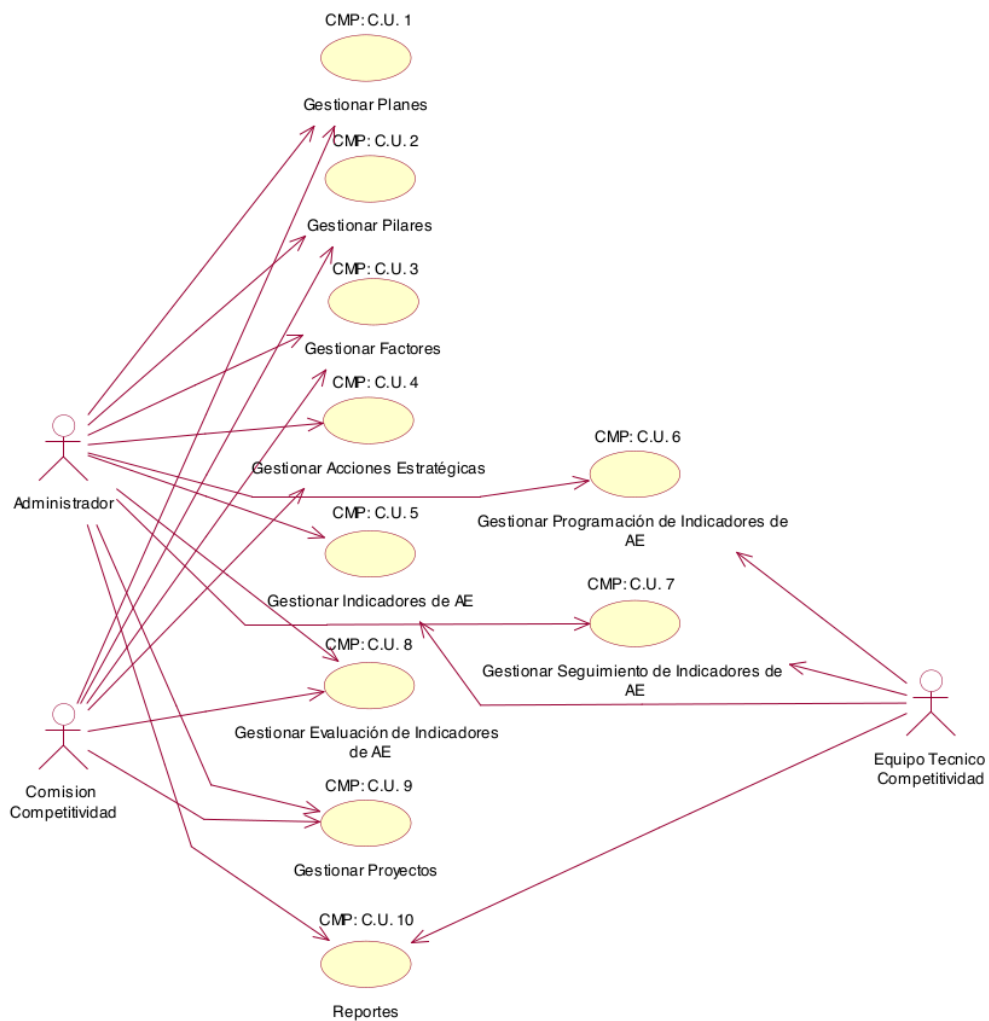 CMP: C.U. 1
Gestionar Planes
CMP: C.U. 2
Gestionar Pilares
CMP: C.U. 3
Gestionar Factores
CMP: C.U. 4
Gestionar Acciones Estratégicas
CMP: C.U. 6
Gestionar Programación de Indicadores de
AE
Administrador
CMP: C.U. 5
Gestionar Indicadores de AE
CMP: C.U. 7
Gestionar Seguimiento de Indicadores de
AE
CMP: C.U. 8
Gestionar Evaluación de Indicadores
de AE
Equipo Tecnico
Competitividad
Comision
Competitividad
CMP: C.U. 9
Gestionar Proyectos
CMP: C.U. 10
Reportes